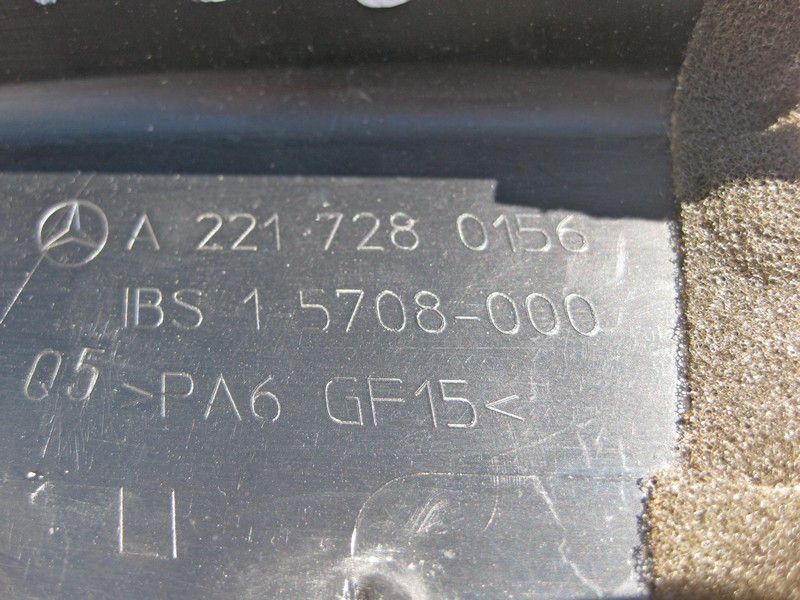 A 221 728 0156
IBS 1 5708-000
Q5 >PA6 GF15<